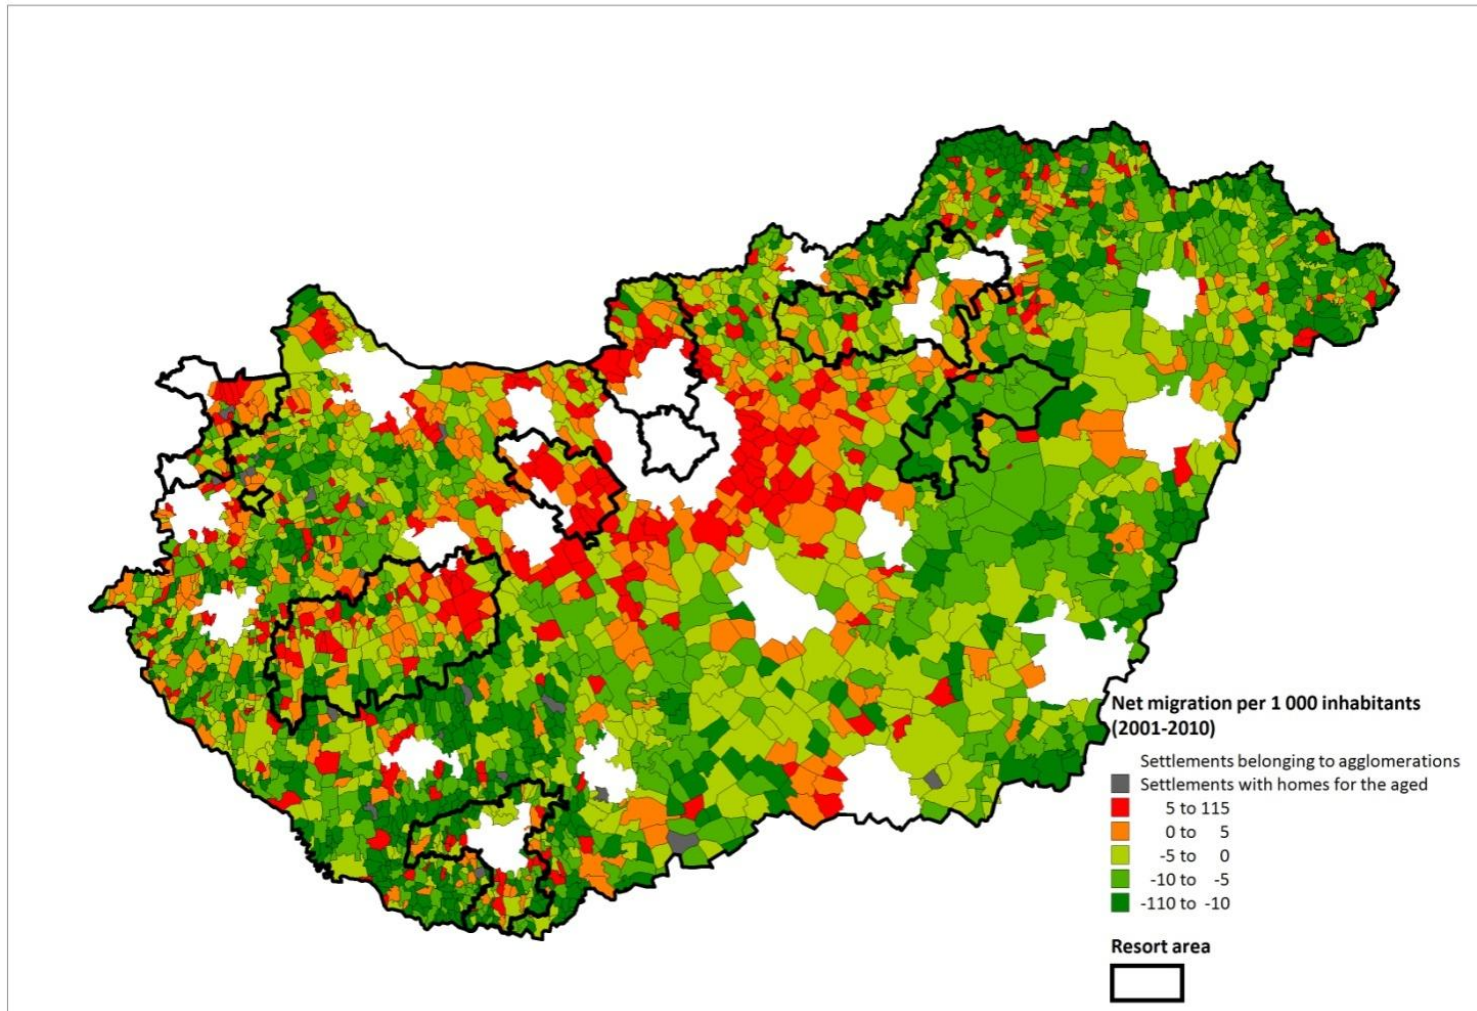 Net migration per 1 000 inhabitants
(2001-2010)
Settlements belonging to agglomerations
Settlements with homes for the aged
5 to 115
0 to 5
-5 to 0
-10 to -5
-110 to -10
Resort area